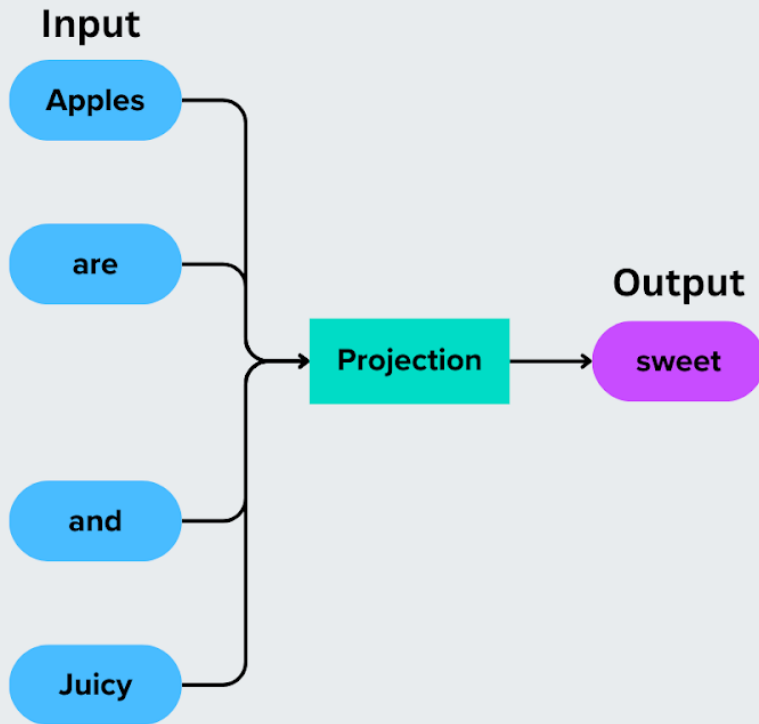 Input
Apples
are
Output
Projection
sweet
and
Juicy